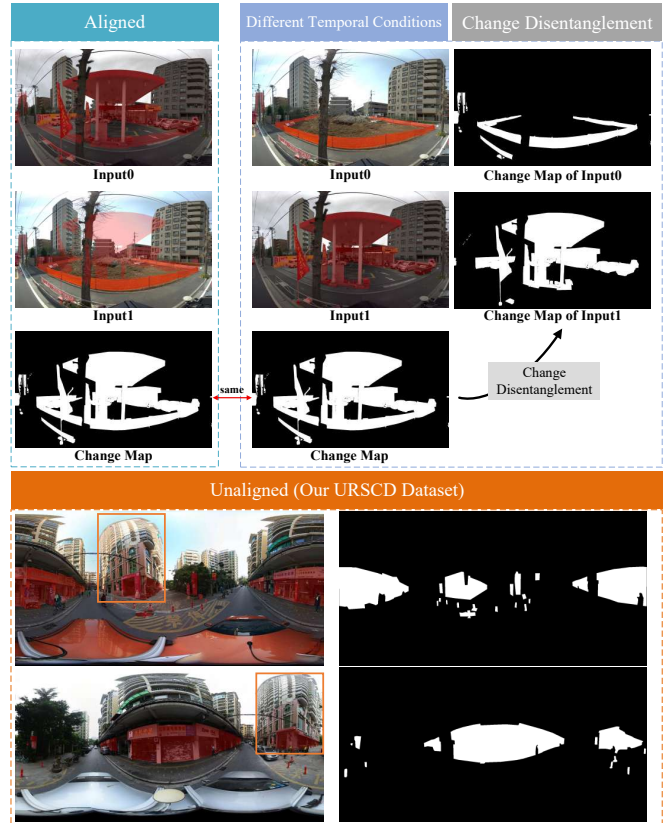 Aligned
Different Temporal Conditions
Change Disentanglement
Input0
Input0
Change Map of Input0
Input1
Input1
Change Map of Input1
same
Change
Disentanglement
Change Map
Change Map
Unaligned (Our URSCD Dataset)